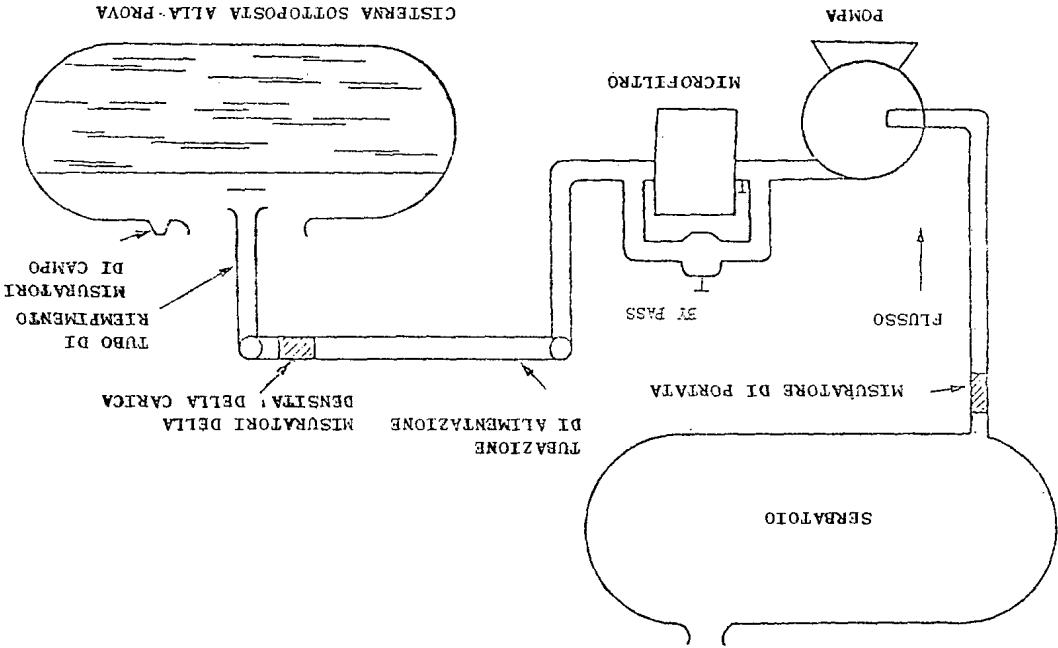 SERBATOIO
TUBAZIONE
DI ALIMENTAZIONE
MISURATORI DELLA
DENSITA' DELLA CARICA
MISURATORE DI PORTATA
FLUSSO
BY PASS
TUBO DI
RIEMPIMENTO
MISURATORI
DI CAMPO
MICROFILTRO
POMPA
CISTERNA SOTTOPOSTA ALLA PROVA